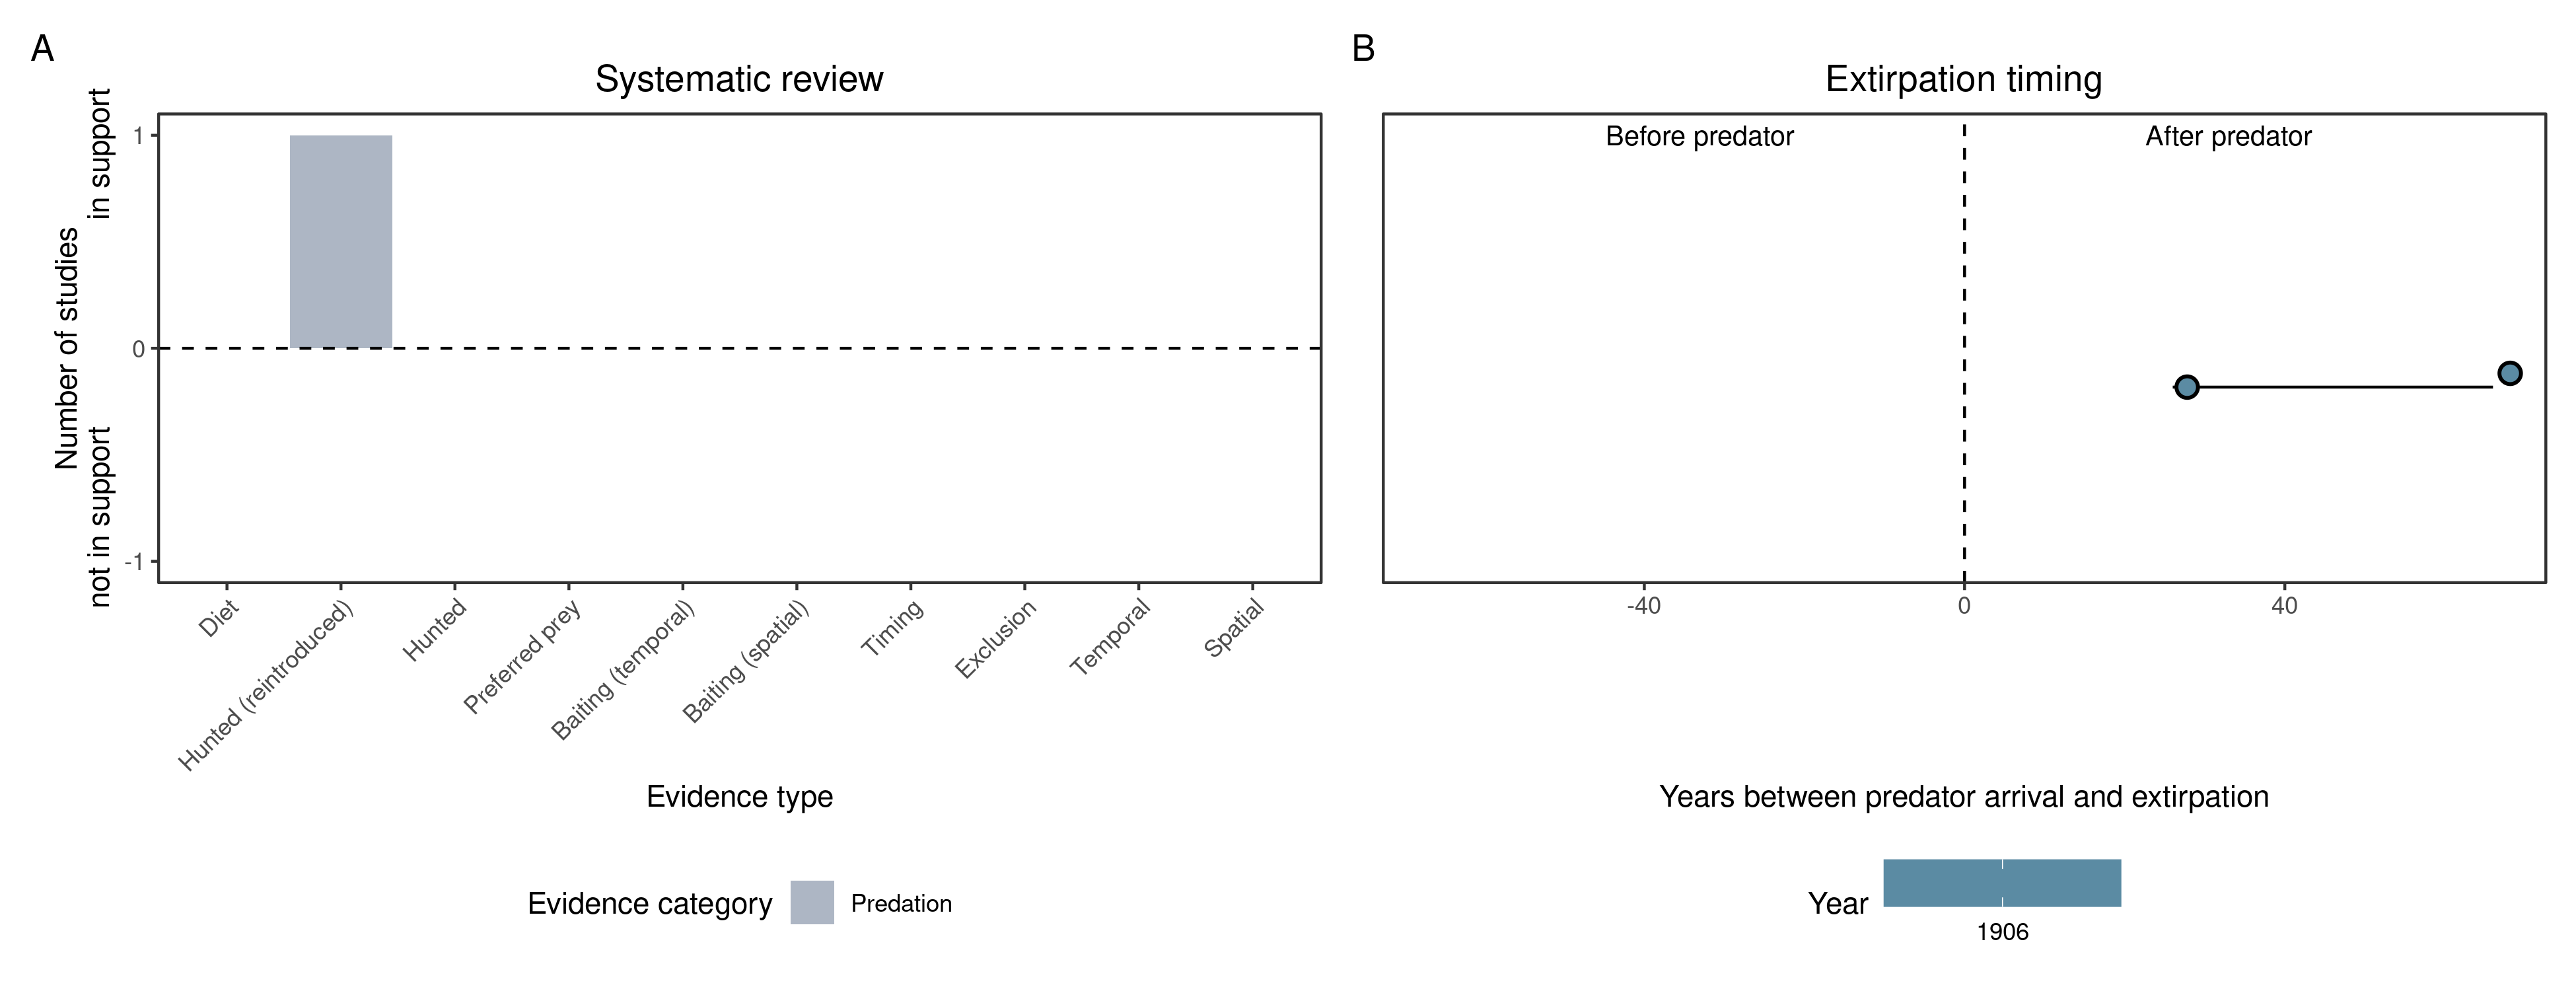 A
Systematic review
Number of studies
not in support
in support
1
0
-1
Diet
Hunted (reintroduced)
Hunted
Preferred prey
Baiting (temporal)
Baiting (spatial)
Timing
Exclusion
Temporal
Spatial
Evidence type
Evidence category
Predation
B
Extirpation timing
Before predator
After predator
-40
0
40
Years between predator arrival and extirpation
Year
1906